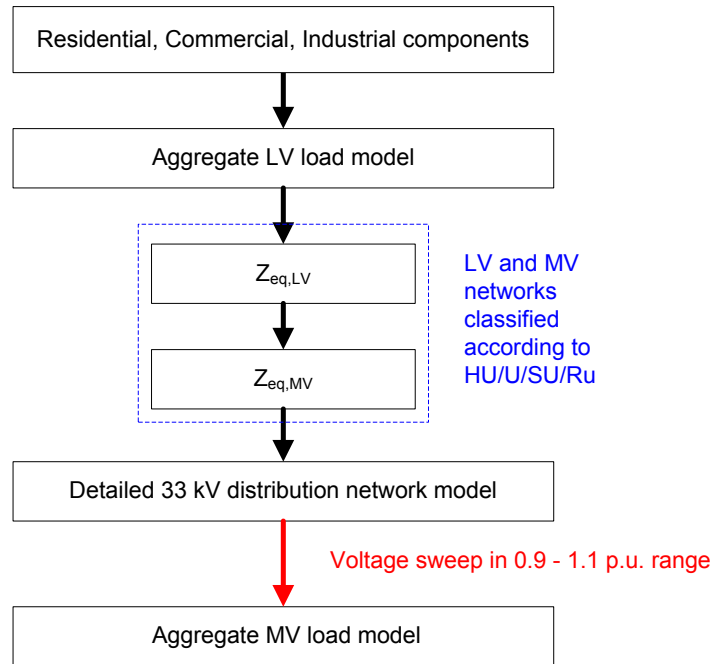 Residential, Commercial, Industrial components
Aggregate LV load model
Zeq,LV
LV and MV
networks
classified
according to
HU/U/SU/Ru
Zeq,MV
Detailed 33 kV distribution network model
Voltage sweep in 0.9 - 1.1 p.u. range
Aggregate MV load model